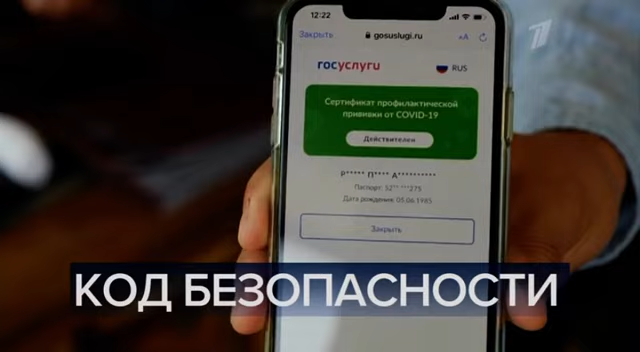 12:22
Закрыть
gosuslugi.ru
АА
госуслуги
RUS
Сертификат профилактической
прививки от COVID-19
Действителен
Р***** П**** А**********
Паспорт: 52** ***275
Дата рождения: 05.06.1985
Закрыть
КОД БЕЗОПАСНОСТИ